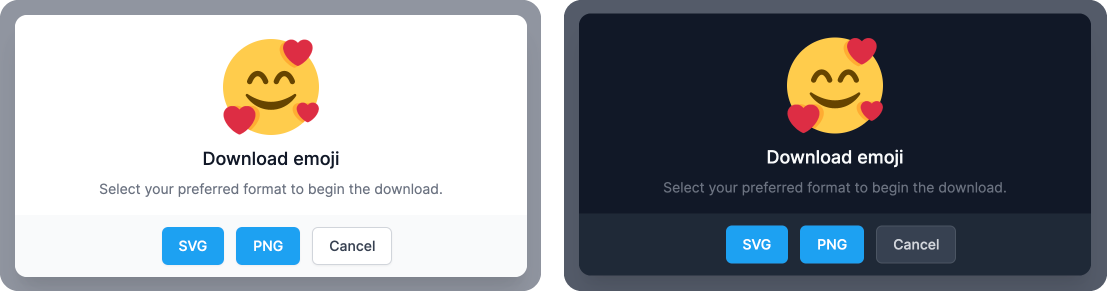 Download emoji
Select your preferred format to begin the download.
SVG PNG Cancel
Download emoji
Select your preferred format to begin the download.
SVG PNG Cancel